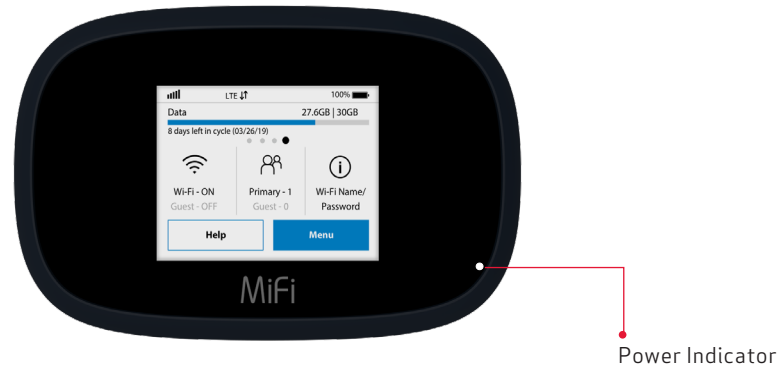 LTE 100%
Data 27.6GB | 30GB
8 days left in cycle (03/26/19)
Wi-Fi - ON Primary - 1 Wi-Fi Name/
Guest - OFF Guest - 0 Password
Help Menu
MiFi
Power Indicator